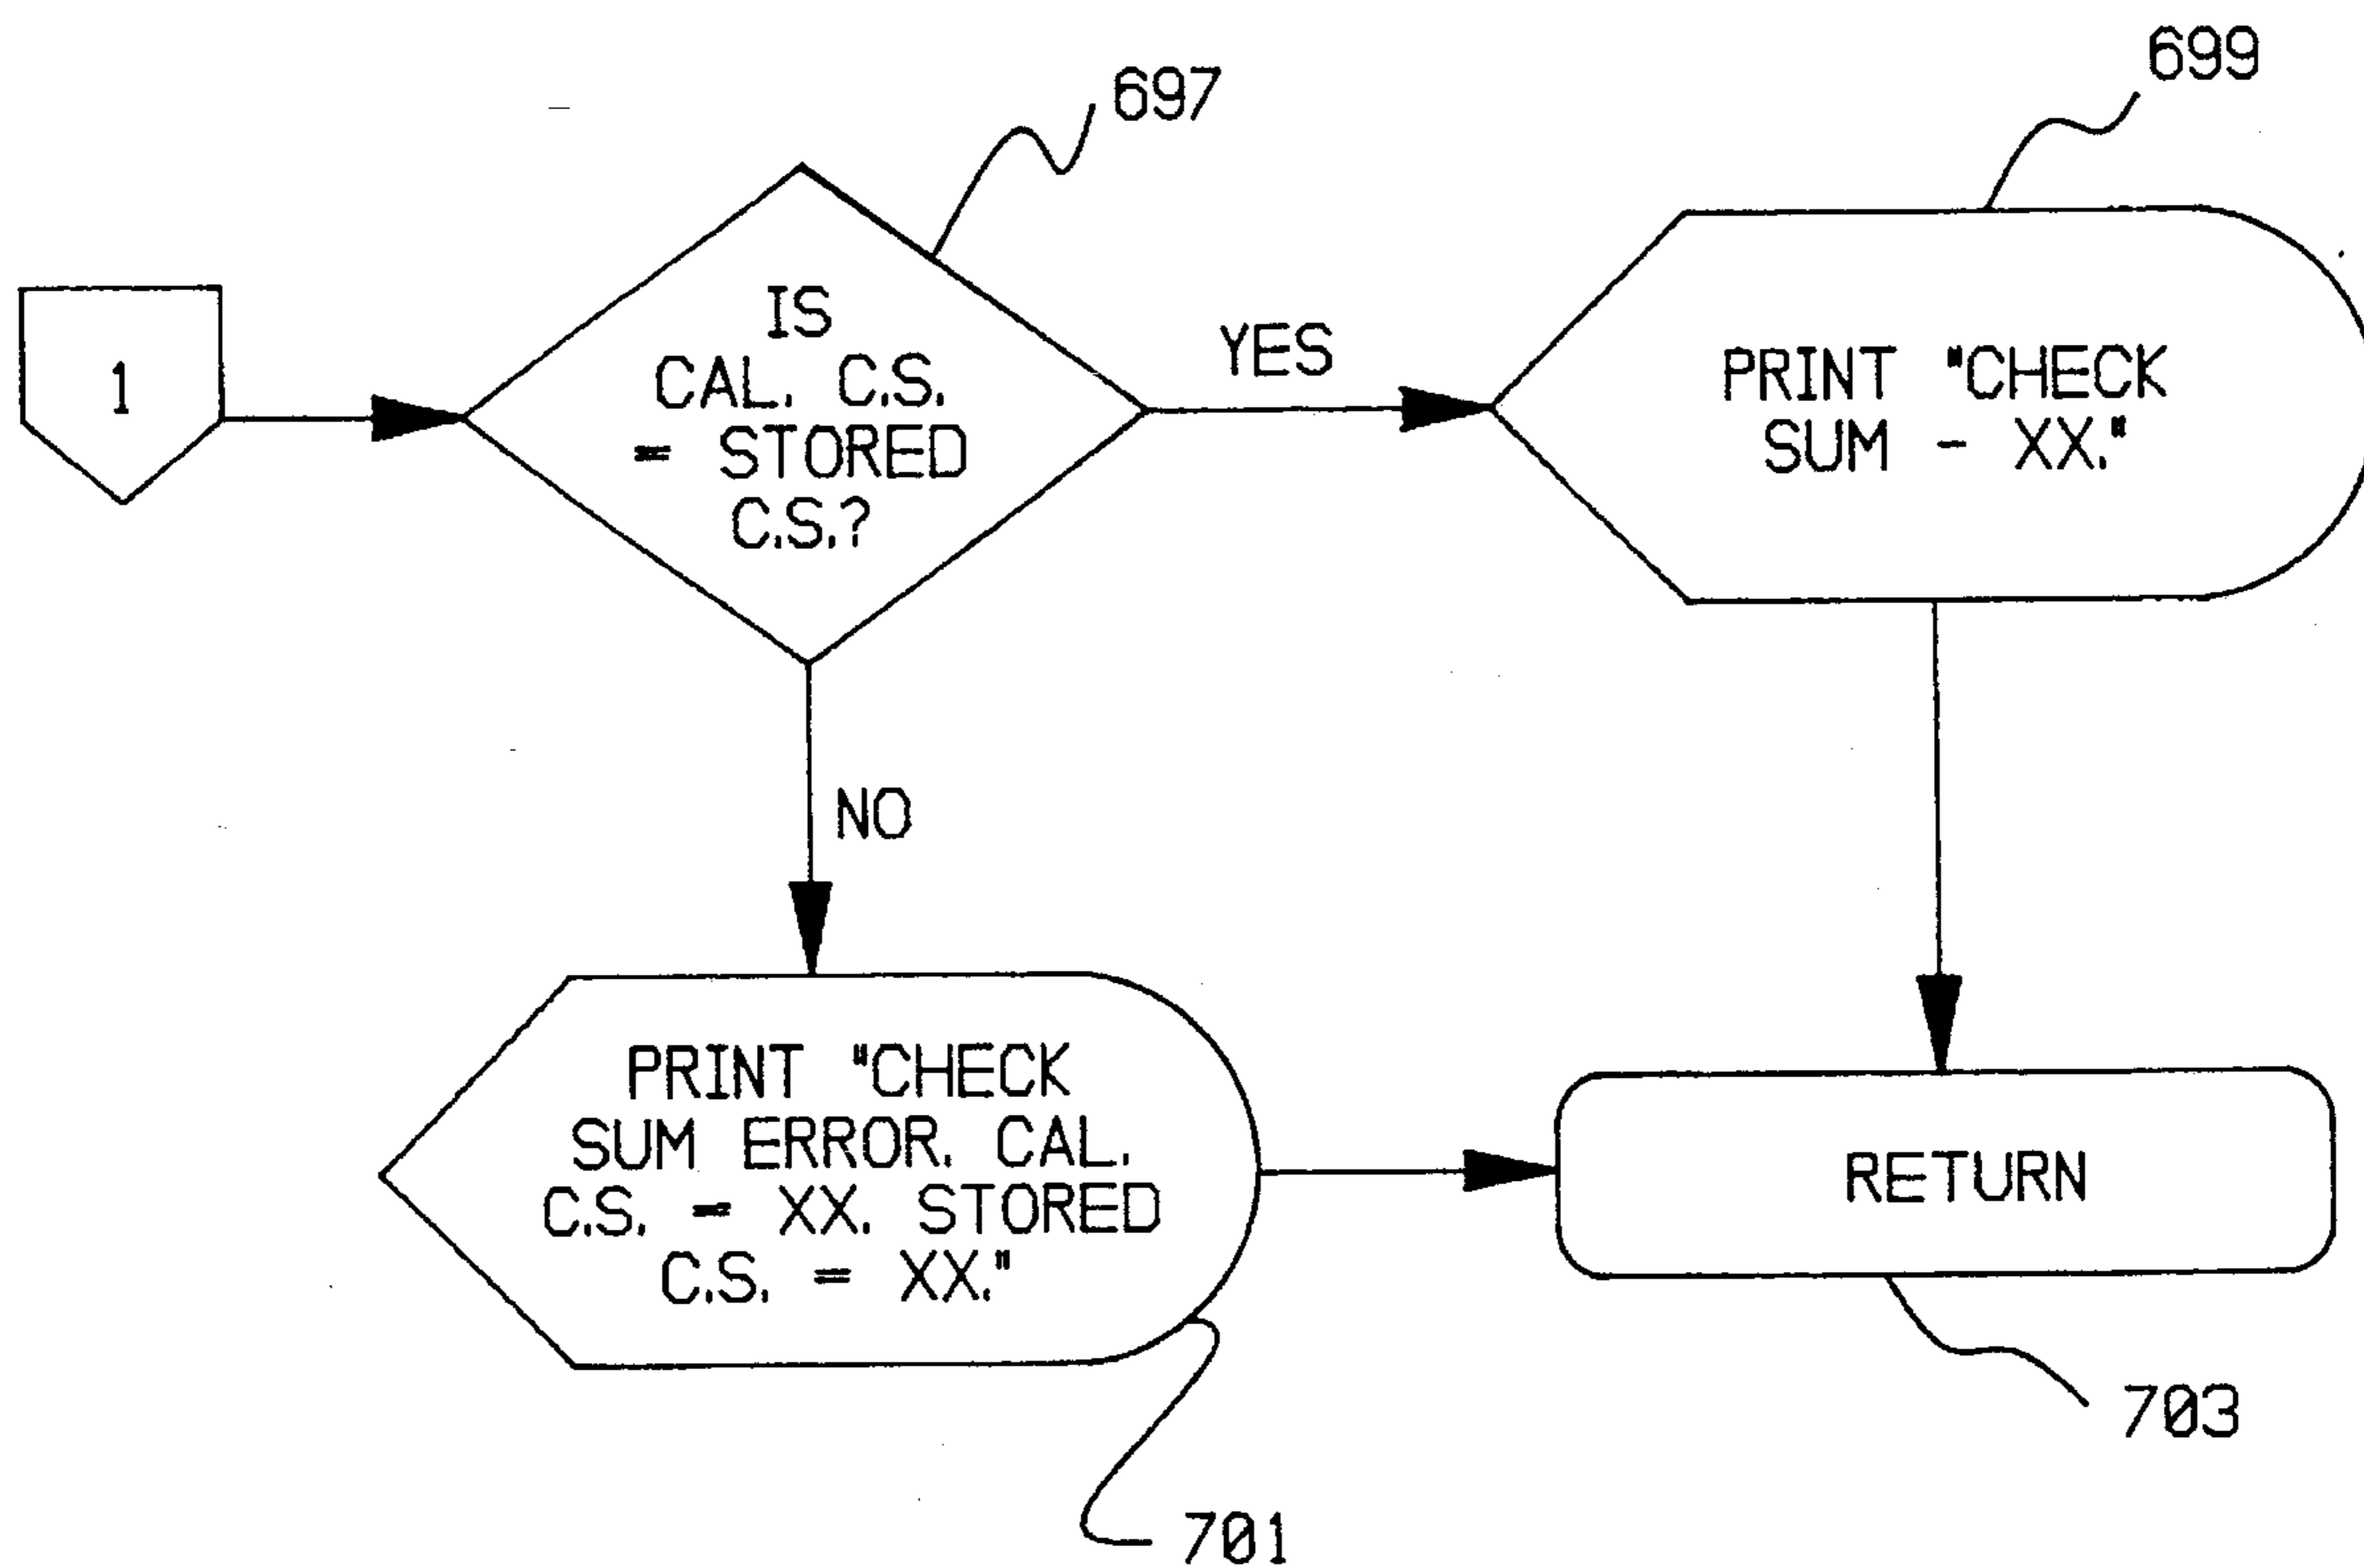 697
699
1
IS
CAL. C.S.
= STORED
C.S.?
YES
PRINT "CHECK
SUM - XX."
NO
PRINT "CHECK
SUM ERROR. CAL.
C.S. = XX. STORED
C.S. = XX."
RETURN
701
703